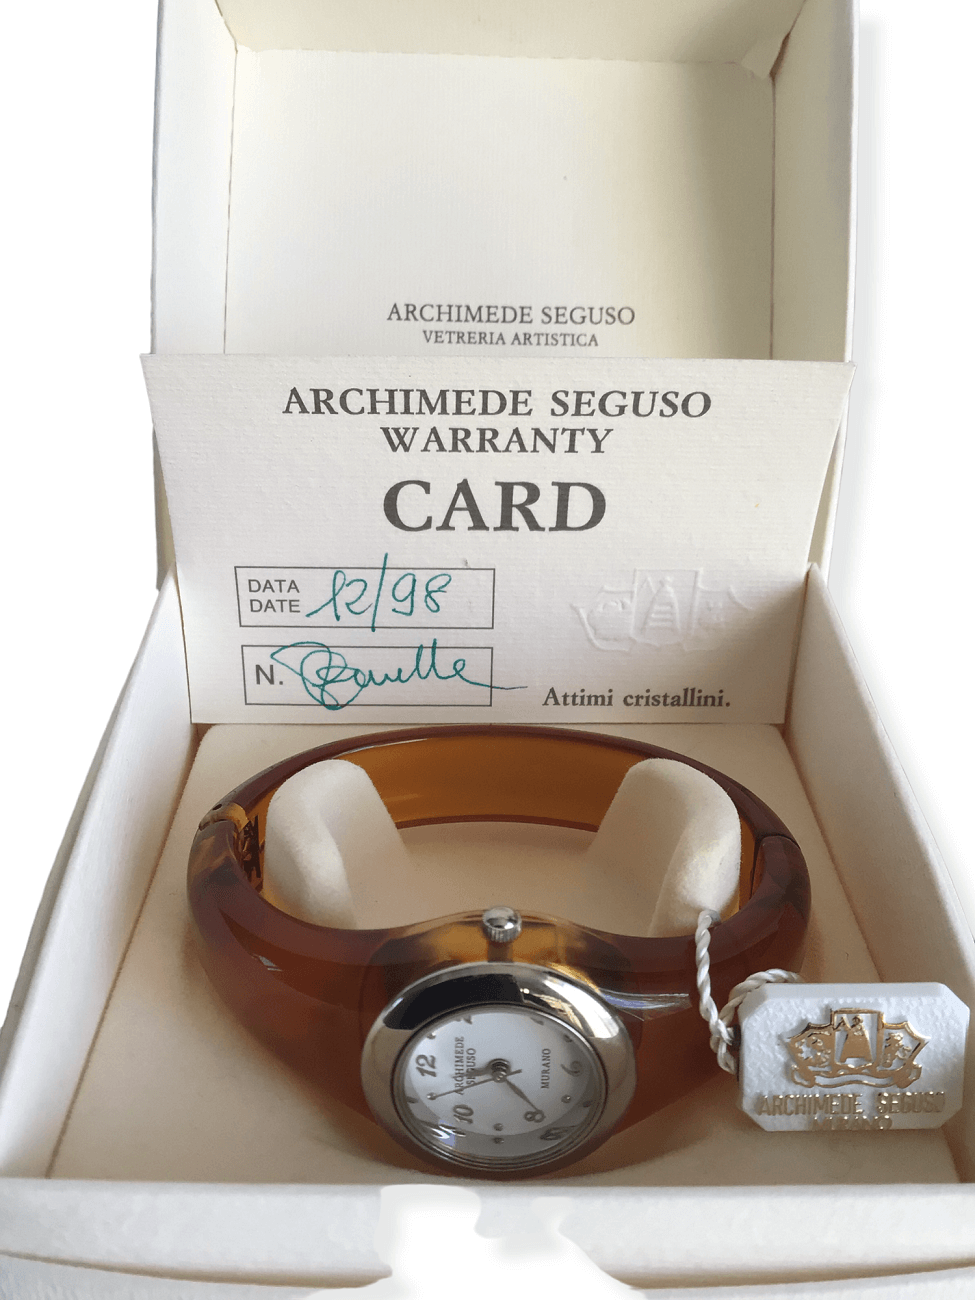 ARCHIMEDE SEGUSO
VETRERIA ARTISTICA
ARCHIMEDE SEGUSO
WARRANTY
CARD
DATA
DATE 12/98
N.
Attimi cristallini.
12
ARCHIMEDE
SEGUSO
MURANO
10
8
6
ARCHIMEDE SEGUSO
MURANO